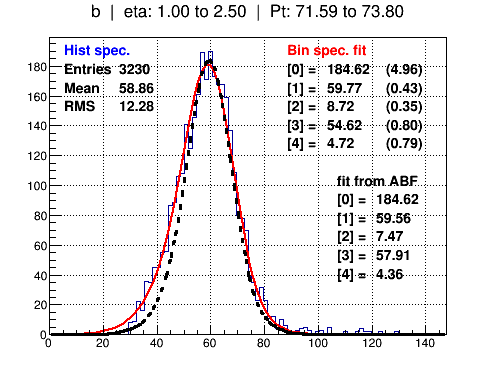 b | eta: 1.00 to 2.50 | Pt: 71.59 to 73.80
Hist spec.
Entries 3230
Mean 58.86
RMS 12.28
Bin spec. fit
[0] = 184.62 (4.96)
[1] = 59.77 (0.43)
[2] = 8.72 (0.35)
[3] = 54.62 (0.80)
[4] = 4.72 (0.79)
fit from ABF
[0] = 184.62
[1] = 59.56
[2] = 7.47
[3] = 57.91
[4] = 4.36
180
160
140
120
100
80
60
40
20
0
0 20 40 60 80 100 120 140